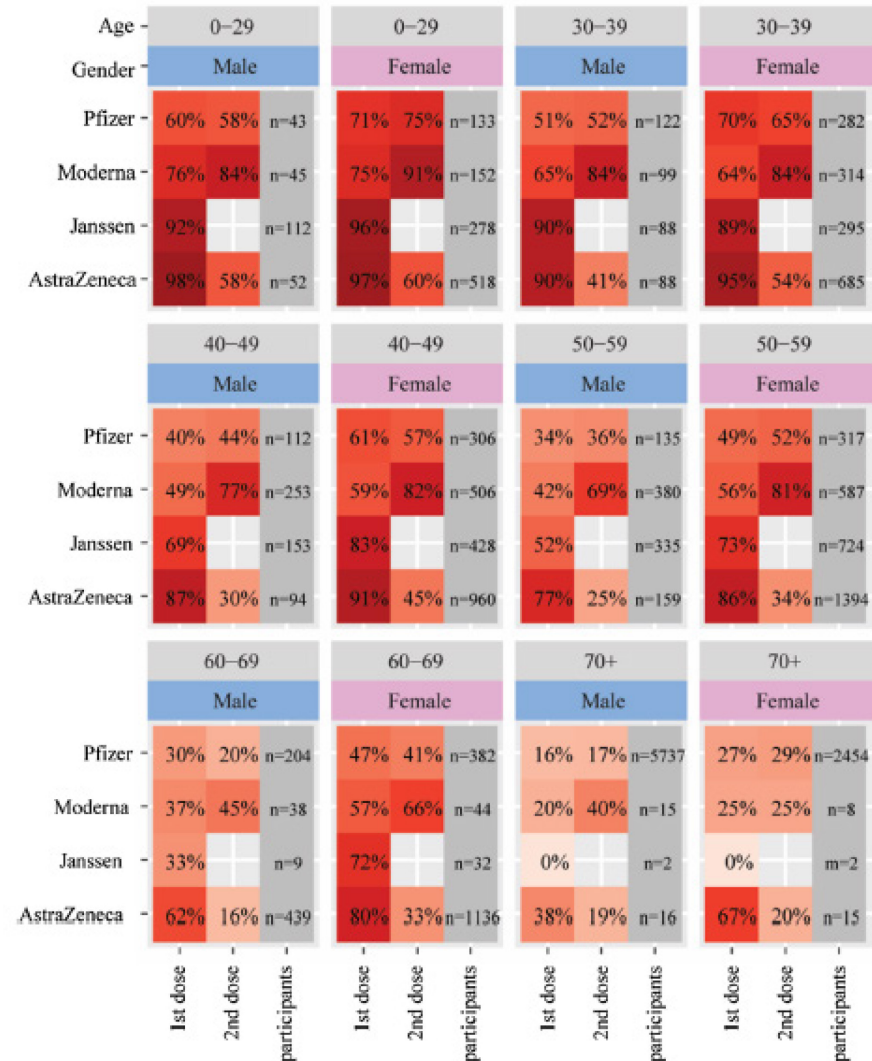 Age 0−29 0−29 30−39 30−39
Gender Male Female Male Female
Pfizer 60% 58% n=43 71% 75% n=133 51% 52% n=122 70% 65% n=282
Moderna 76% 84% n=45 75% 91% n=152 65% 84% n=99 64% 84% n=314
Janssen 92% n=112 96% n=278 90% n=88 89% n=295
AstraZeneca 98% 58% n=52 97% 60% n=518 90% 41% n=88 95% 54% n=685
40−49 40−49 50−59 50−59
Male Female Male Female
Pfizer 40% 44% n=112 61% 57% n=306 34% 36% n=135 49% 52% n=317
Moderna 49% 77% n=253 59% 82% n=506 42% 69% n=380 56% 81% n=587
Janssen 69% n=153 83% n=428 52% n=335 73% n=724
AstraZeneca 87% 30% n=94 91% 45% n=960 77% 25% n=159 86% 34% n=1394
60−69 60−69 70+ 70+
Male Female Male Female
Pfizer 30% 20% n=204 47% 41% n=382 16% 17% n=5737 27% 29% n=2454
Moderna 37% 45% n=38 57% 66% n=44 20% 40% n=15 25% 25% n=8
Janssen 33% n=9 72% n=32 0% n=2 0% m=2
AstraZeneca 62% 16% n=439 80% 33% n=1136 38% 19% n=16 67% 20% n=15
1st dose 2nd dose participants 1st dose 2nd dose participants 1st dose 2nd dose participants 1st dose 2nd dose participants